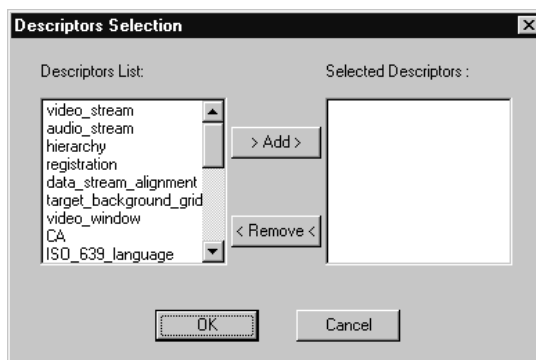 Descriptors Selection
Descriptors List:
Selected Descriptors :
video_stream
audio_stream
hierarchy
registration
data_stream_alignment
target_background_grid
video_window
CA
ISO_639_language
> Add >
< Remove <
OK
Cancel